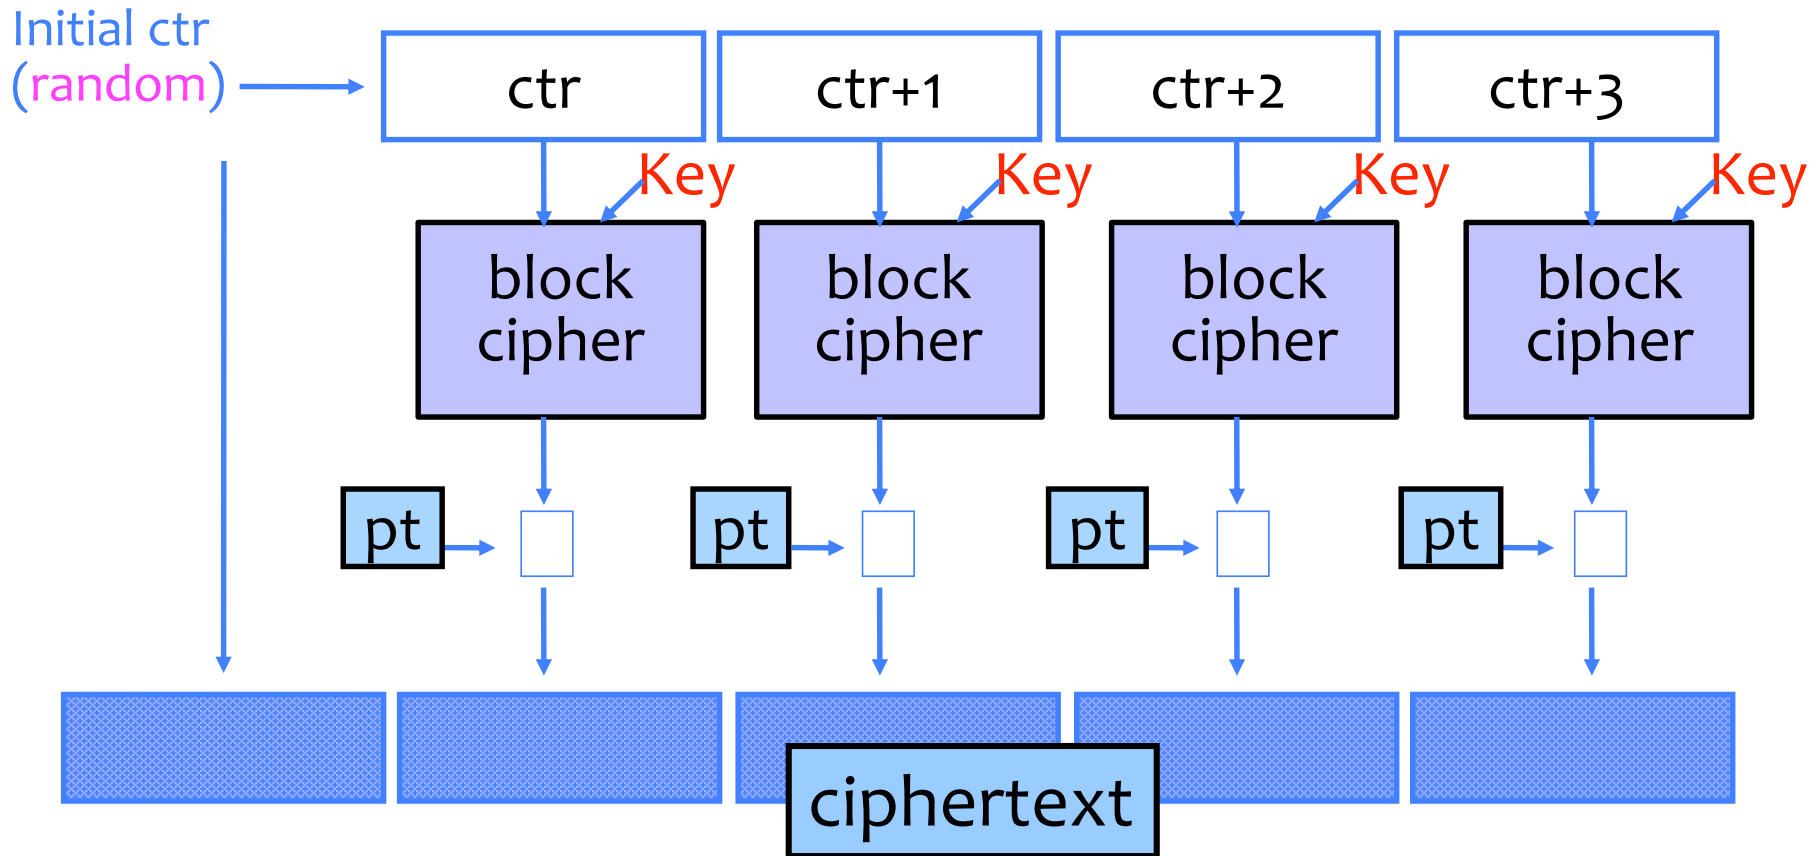 Initial ctr
(random)
ctr
ctr+1
ctr+2
ctr+3
Key
Key
Key
Key
block
cipher
block
cipher
block
cipher
block
cipher
pt
pt
pt
pt
ciphertext